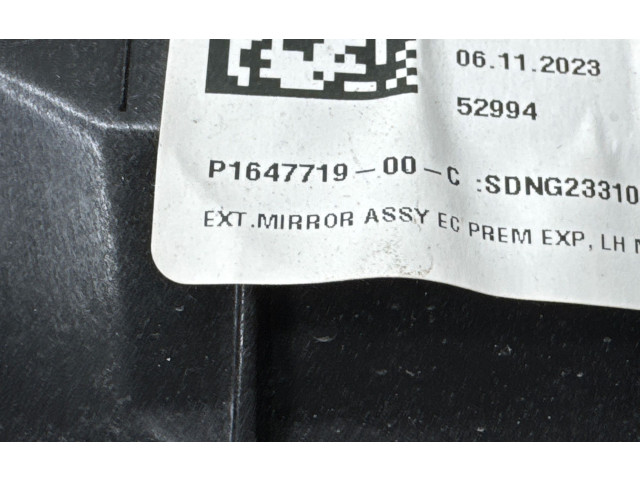 06.11.2023
52994
P1647719-00-C :SDNG23310
EXT.MIRROR ASSY EC PREM EXP, LH